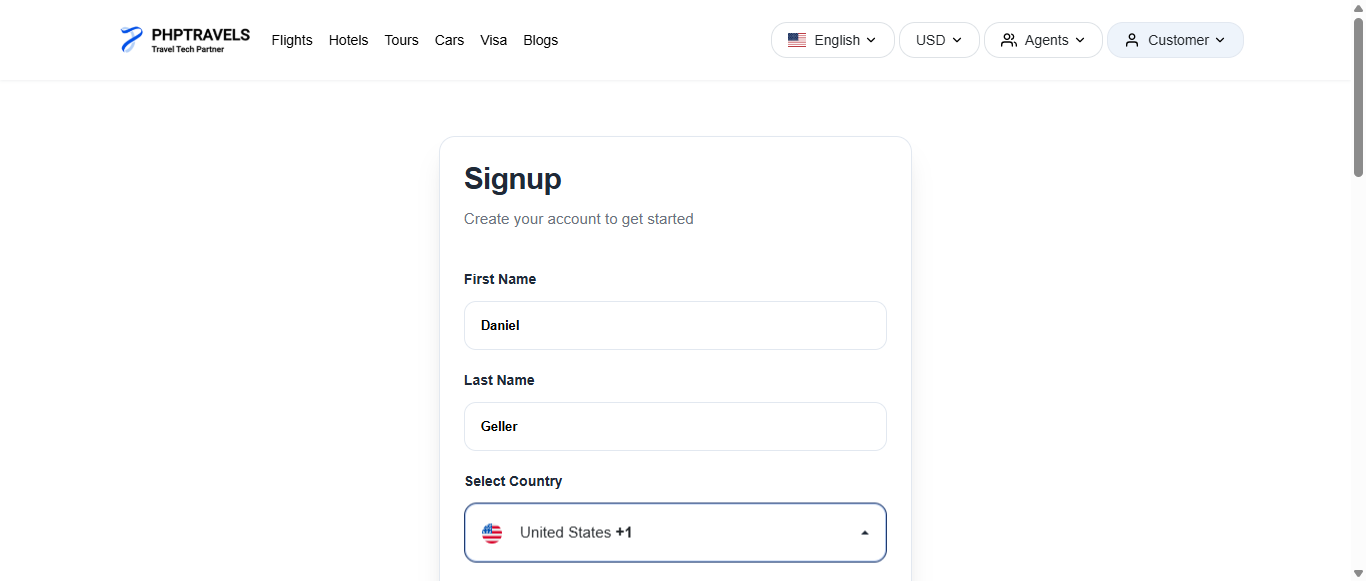 PHPTRAVELS
Travel Tech Partner
Flights Hotels Tours Cars Visa Blogs
English USD Agents Customer
Signup
Create your account to get started
First Name
Daniel
Last Name
Geller
Select Country
United States +1